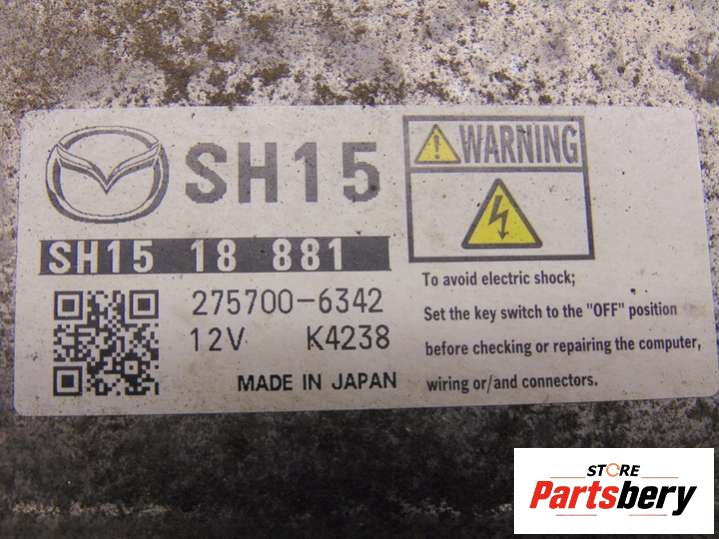 SH15
SH15 18 881
275700-6342
12V K4238
MADE IN JAPAN
WARNING
To avoid electric shock;
Set the key switch to the "OFF" position
before checking or repairing the computer,
wiring or/and connectors.
STORE
Partsbery